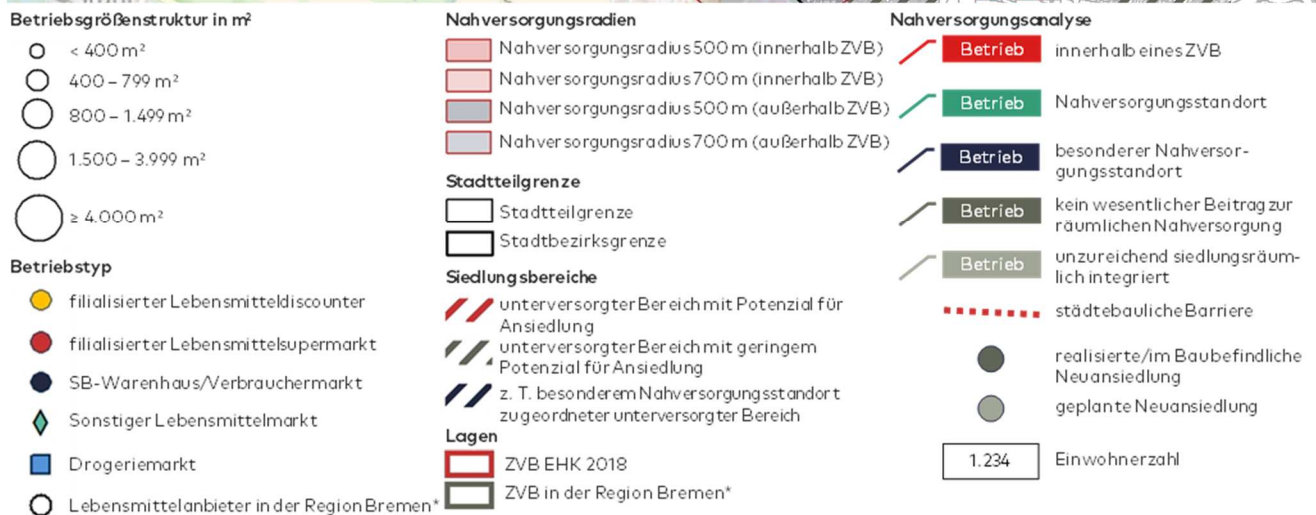 Betriebsgrößenstruktur in m²
< 400 m²
400 – 799 m²
800 – 1.499 m²
1.500 – 3.999 m²
≥ 4.000 m²
Betriebstyp
filialisierter Lebensmitteldiscounter
filialisierter Lebensmittelsupermarkt
SB-Warenhaus/Verbrauchermarkt
Sonstiger Lebensmittelmarkt
Drogeriemarkt
Lebensmittelanbieter in der Region Bremen*
Nahversorgungsradien
Nahversorgungsradius 500 m (innerhalb ZVB)
Nahversorgungsradius 700 m (innerhalb ZVB)
Nahversorgungsradius 500 m (außerhalb ZVB)
Nahversorgungsradius 700 m (außerhalb ZVB)
Stadtteilgrenze
Stadtteilgrenze
Stadtbezirksgrenze
Siedlungsbereiche
unterversorgter Bereich mit Potenzial für
Ansiedlung
unterversorgter Bereich mit geringem
Potenzial für Ansiedlung
z. T. besonderem Nahversorgungsstandort
zugeordneter unterversorgter Bereich
Lagen
ZVB EHK 2018
ZVB in der Region Bremen*
Nahversorgungsanalyse
Betrieb innerhalb eines ZVB
Betrieb Nahversorgungsstandort
Betrieb besonderer Nahversor-
gungsstandort
Betrieb kein wesentlicher Beitrag zur
räumlichen Nahversorgung
Betrieb unzureichend siedlungsräum-
lich integriert
städtebauliche Barriere
realisierte/im Bau befindliche
Neuansiedlung
geplante Neuansiedlung
1.234 Einwohnerzahl